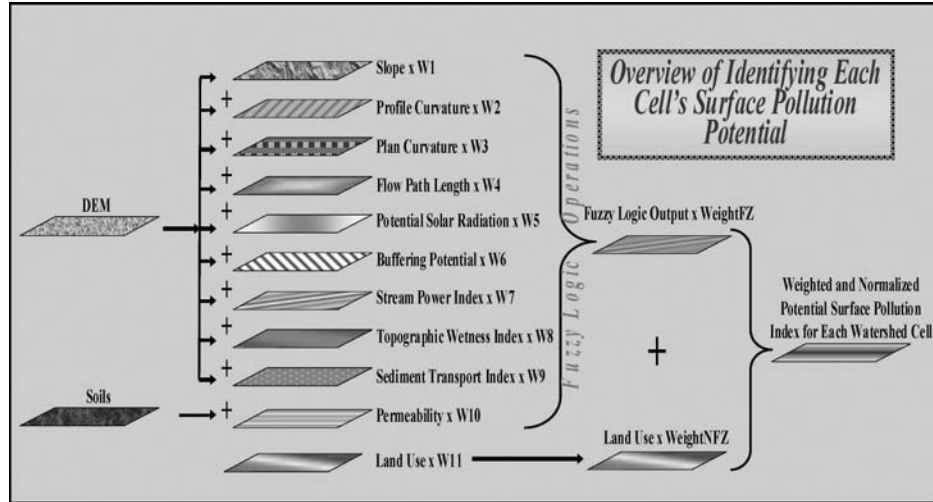 Overview of Identifying Each
Cell's Surface Pollution
Potential
DEM
Soils
Slope x W1
+
Profile Curvature x W2
+
Plan Curvature x W3
+
Flow Path Length x W4
+
Potential Solar Radiation x W5
+
Buffering Potential x W6
+
Stream Power Index x W7
+
Topographic Wetness Index x W8
+
Sediment Transport Index x W9
+
Permeability x W10
Land Use x W11
Fuzzy Logic Operations
Fuzzy Logic Output x WeightFZ
+
Land Use x WeightNFZ
Weighted and Normalized
Potential Surface Pollution
Index for Each Watershed Cell